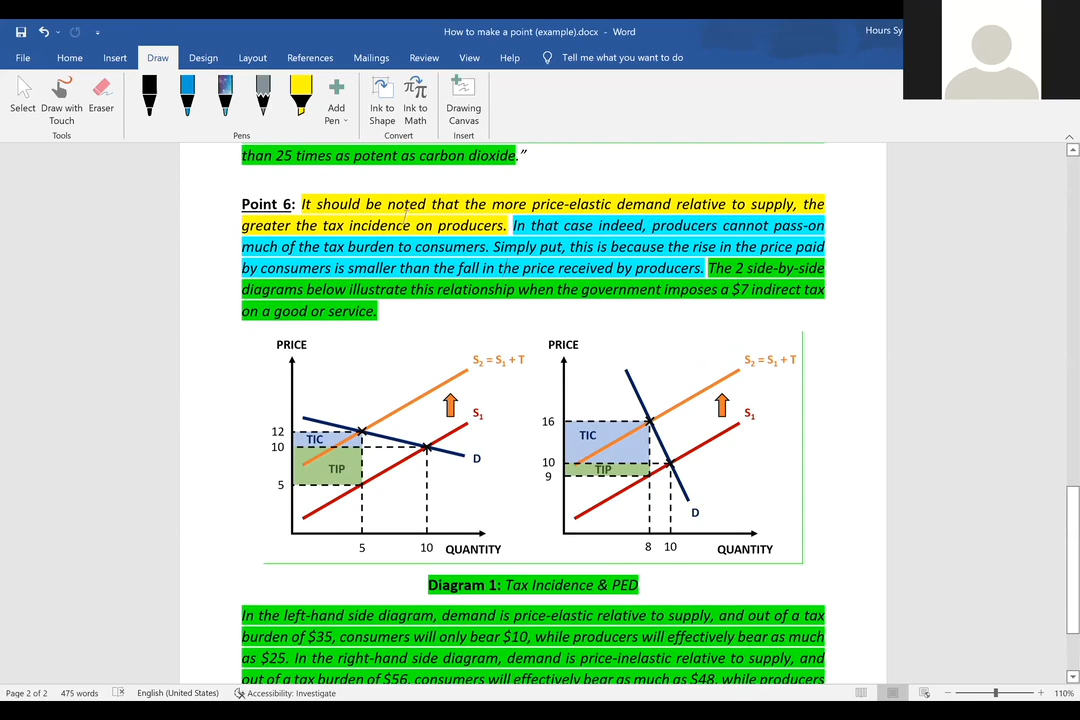 How to make a point (example).docx - Word
Hours Sy
File Home Insert Draw Design Layout References Mailings Review View Help Tell me what you want to do
Select Draw with Touch Eraser Add Pen Ink to Shape Ink to Math Drawing Canvas
Tools Pens Convert Insert
than 25 times as potent as carbon dioxide.”
Point 6: It should be noted that the more price-elastic demand relative to supply, the
greater the tax incidence on producers. In that case indeed, producers cannot pass-on
much of the tax burden to consumers. Simply put, this is because the rise in the price paid
by consumers is smaller than the fall in the price received by producers. The 2 side-by-side
diagrams below illustrate this relationship when the government imposes a $7 indirect tax
on a good or service.
PRICE PRICE
S₂ = S₁ + T S₂ = S₁ + T
S₁ S₁
12 TIC 16 TIC
10 TIP D 10 TIP
5 9
D
5 10 QUANTITY 8 10 QUANTITY
Diagram 1: Tax Incidence & PED
In the left-hand side diagram, demand is price-elastic relative to supply, and out of a tax
burden of $35, consumers will only bear $10, while producers will effectively bear as much
as $25. In the right-hand side diagram, demand is price-inelastic relative to supply, and
out of a tax burden of $56, consumers will effectively bear as much as $48, while producers
Page 2 of 2 475 words English (United States) Accessibility: Investigate 110%